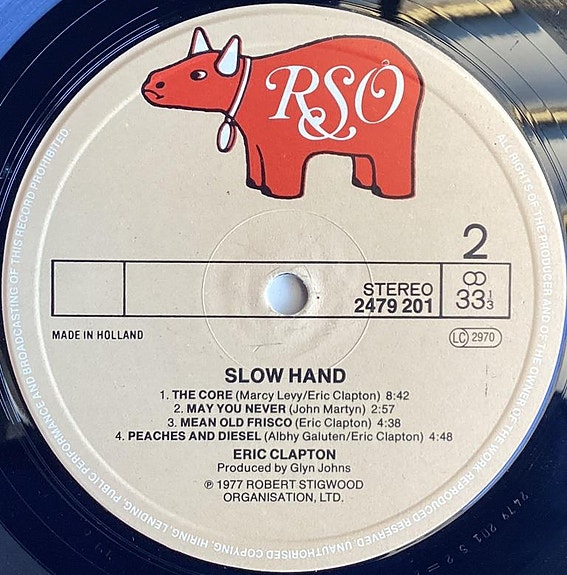 RSO
2
STEREO
2479 201
33⅓
MADE IN HOLLAND
LC 2970
SLOW HAND
1. THE CORE (Marcy Levy/Eric Clapton) 8:42
2. MAY YOU NEVER (John Martyn) 2:57
3. MEAN OLD FRISCO (Eric Clapton) 4:38
4. PEACHES AND DIESEL (Albhy Galuten/Eric Clapton) 4:48
ERIC CLAPTON
Produced by Glyn Johns
℗ 1977 ROBERT STIGWOOD
ORGANISATION, LTD.
ALL RIGHTS OF THE PRODUCER AND OF THE OWNER OF THE WORK REPRODUCED RESERVED. UNAUTHORISED COPYING, HIRING, LENDING, PUBLIC PERFORMANCE AND BROADCASTING OF THIS RECORD PROHIBITED.
2479 201 S 2